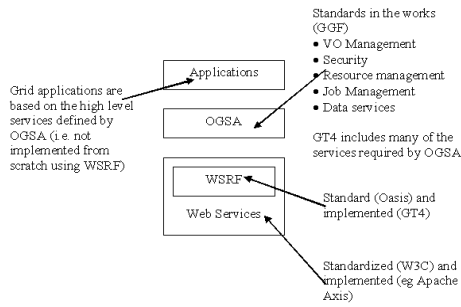 Standards in the works
(GGF)
● VO Management
● Security
● Resource management
● Job Management
● Data services
GT4 includes many of the
services required by OGSA
Applications
Grid applications are
based on the high level
services defined by
OGSA (i.e. not
implemented from
scratch using WSRF)
OGSA
WSRF
Web Services
Standard (Oasis) and
implemented (GT4)
Standardized (W3C) and
implemented (eg Apache
Axis)